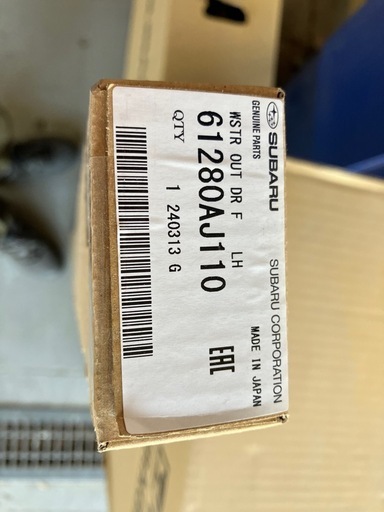 SUBARU
GENUINE PARTS
SUBARU CORPORATION
WSTR OUT DR F LH
MADE IN JAPAN
61280AJ110
EAC
QTY 1 240313 G